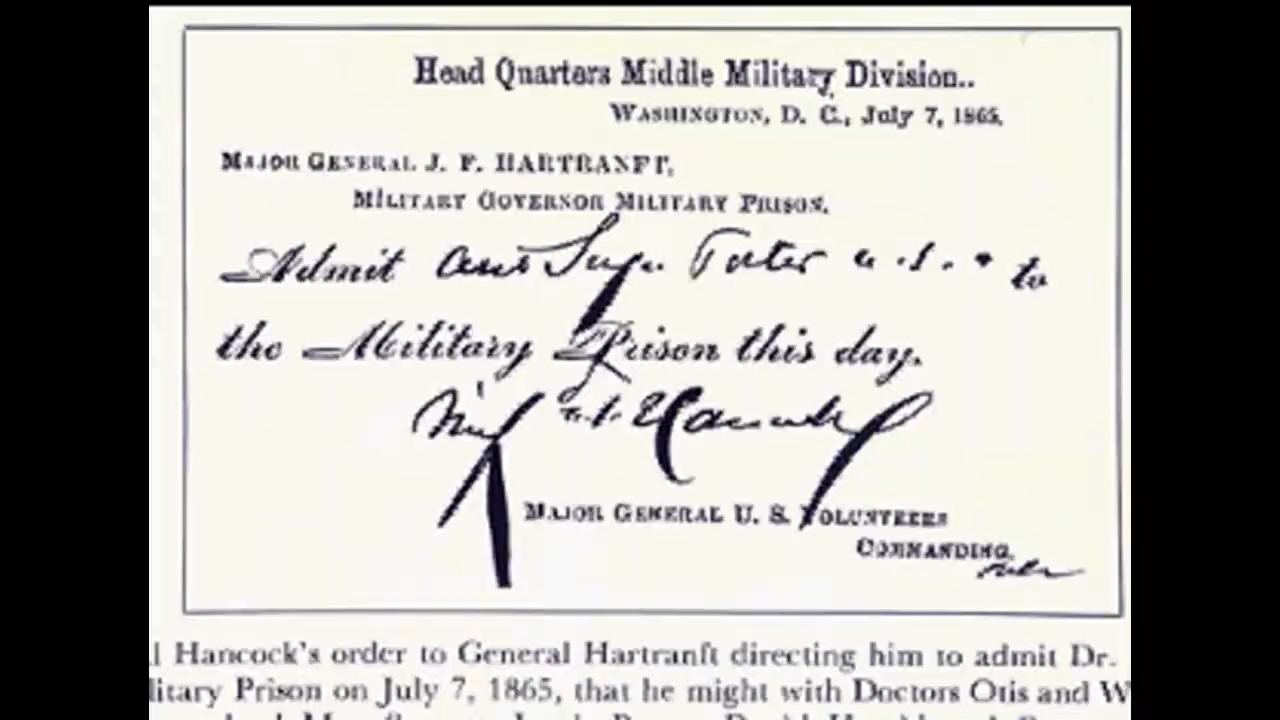 Head Quarters Middle Military Division..
WASHINGTON, D. C., July 7, 1865.
MAJOR GENERAL J. F. HARTRANFT,
MILITARY GOVERNOR MILITARY PRISON.
Admit Asst Surg. Porter U.S.A. to
the Military Prison this day.
Hancock
MAJOR GENERAL U. S. VOLUNTEERS
COMMANDING.
l Hancock's order to General Hartranft directing him to admit Dr.
litary Prison on July 7, 1865, that he might with Doctors Otis and W